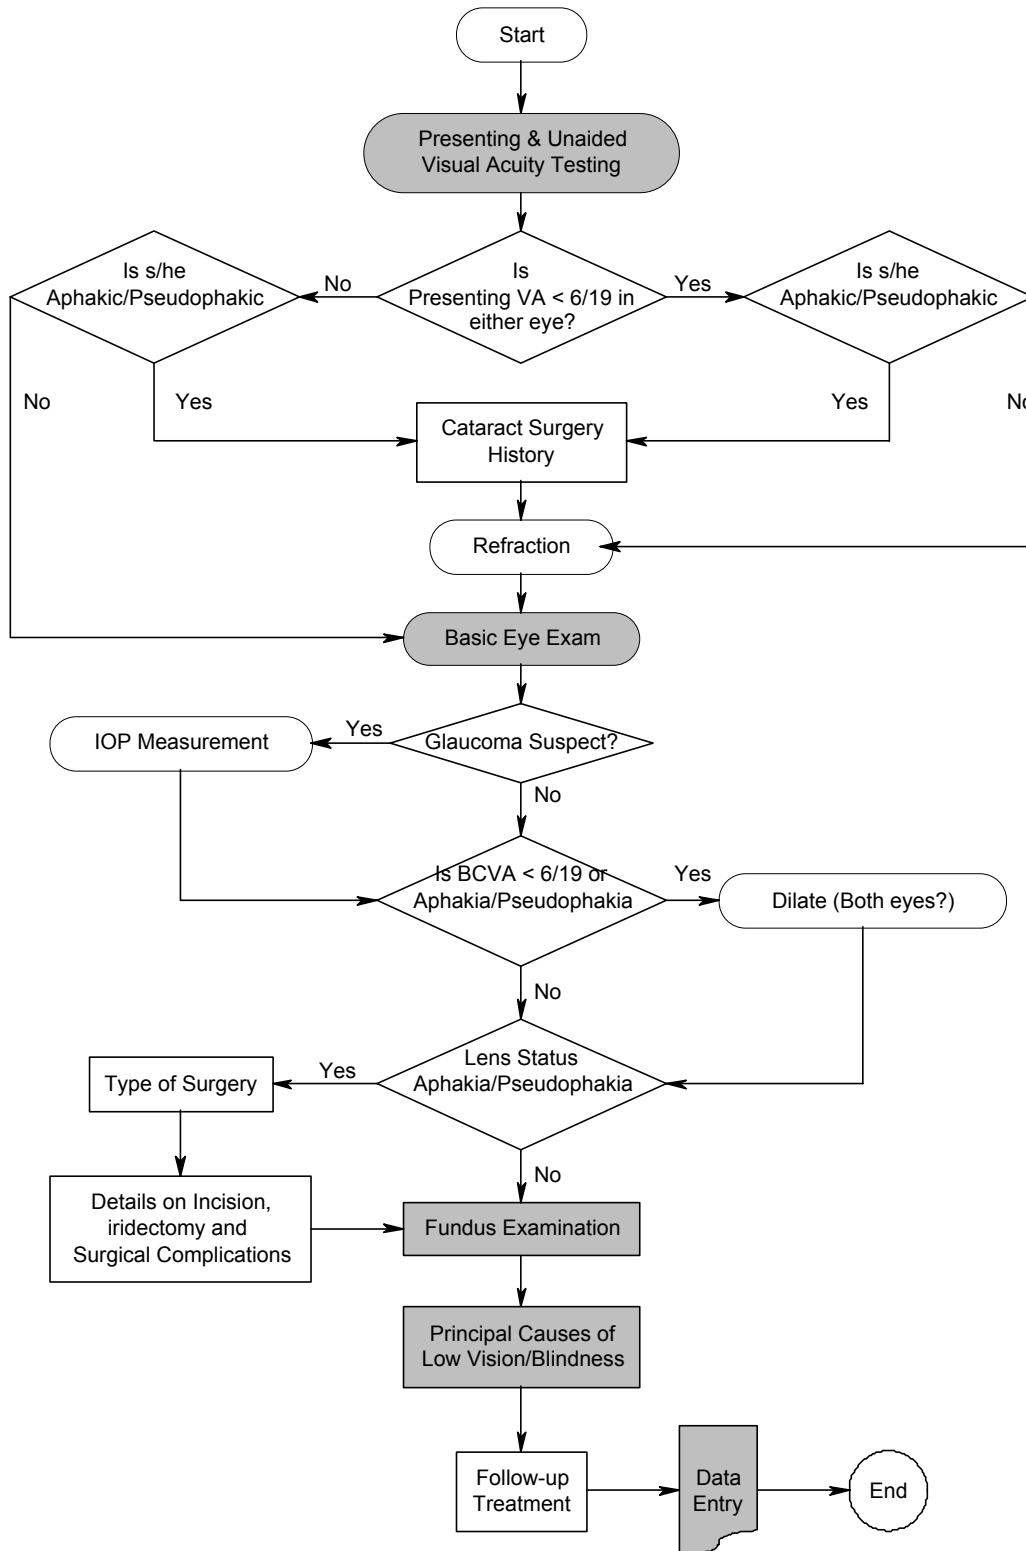 Start
Presenting & Unaided
Visual Acuity Testing
Is s/he
Aphakic/Pseudophakic
No
Is
Presenting VA < 6/19 in
either eye?
Yes
Is s/he
Aphakic/Pseudophakic
No
Yes
Yes
No
Cataract Surgery
History
Refraction
Basic Eye Exam
IOP Measurement
Yes
Glaucoma Suspect?
No
Is BCVA < 6/19 or
Aphakia/Pseudophakia
Yes
Dilate (Both eyes?)
No
Type of Surgery
Yes
Lens Status
Aphakia/Pseudophakia
No
Details on Incision,
iridectomy and
Surgical Complications
Fundus Examination
Principal Causes of
Low Vision/Blindness
Follow-up
Treatment
Data
Entry
End